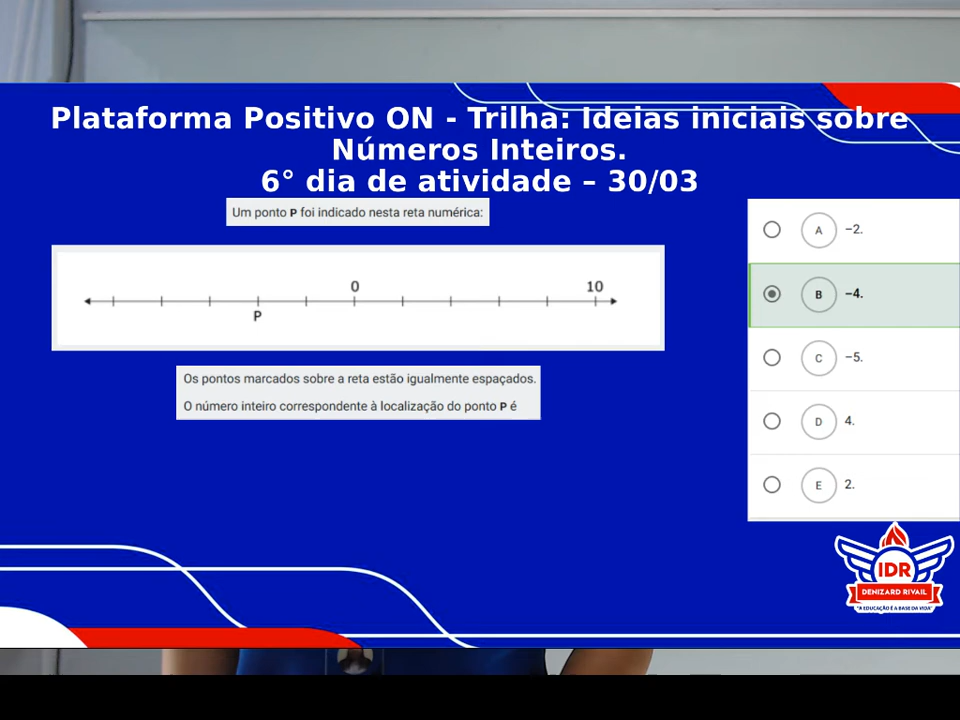 Plataforma Positivo ON - Trilha: Ideias iniciais sobre
Números Inteiros.
6° dia de atividade – 30/03
Um ponto P foi indicado nesta reta numérica:
0
10
P
Os pontos marcados sobre a reta estão igualmente espaçados.
O número inteiro correspondente à localização do ponto P é
A −2.
B −4.
C −5.
D 4.
E 2.
IDR
DENIZARD RIVAIL
"A EDUCAÇÃO É A BASE DA VIDA"